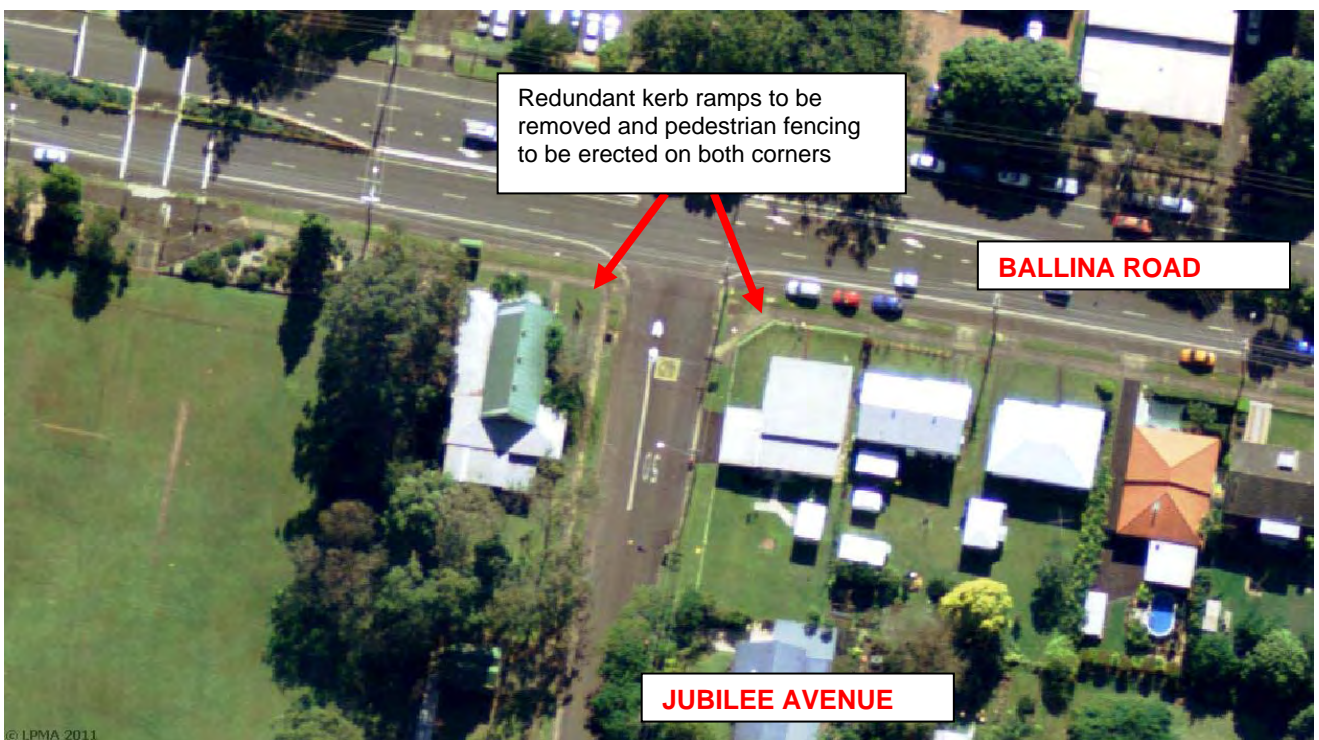 Redundant kerb ramps to be
removed and pedestrian fencing
to be erected on both corners
BALLINA ROAD
JUBILEE AVENUE
© LPMA 2011